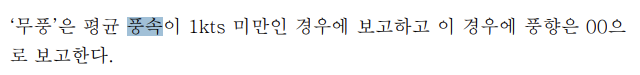 ‘무풍’은 평균 풍속이 1kts 미만인 경우에 보고하고 이 경우에 풍향은 00으
로 보고한다.